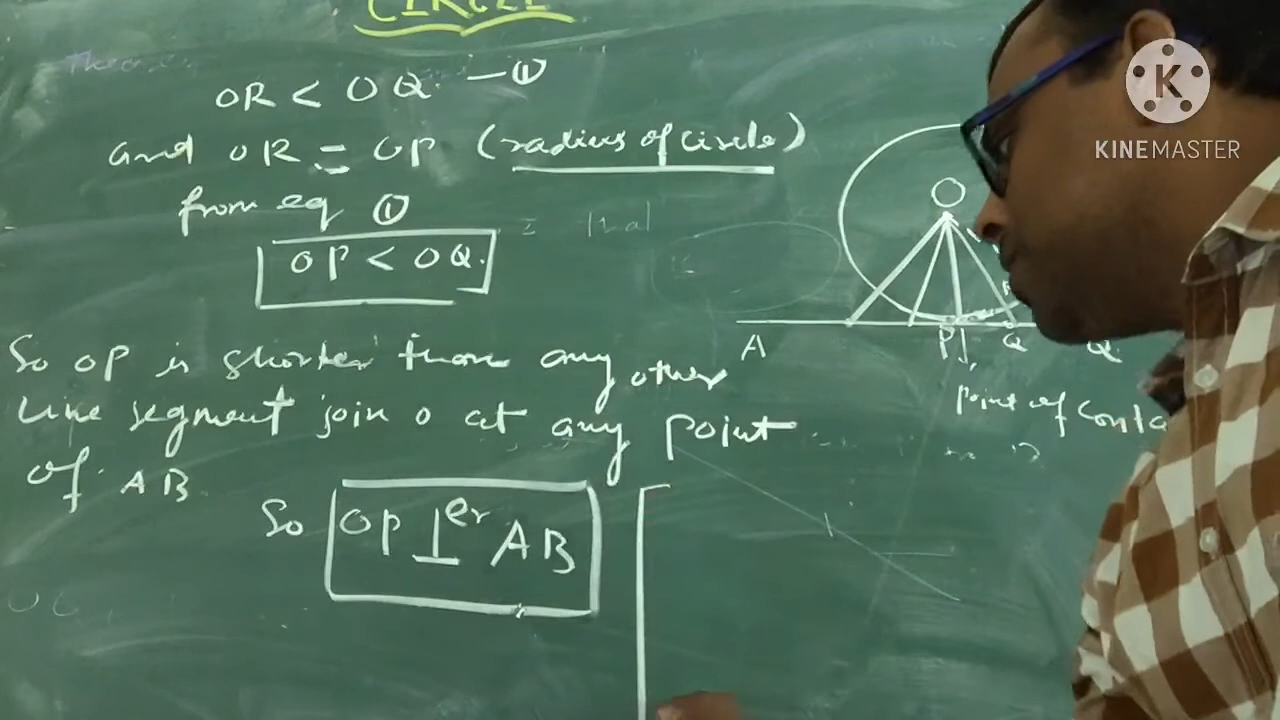 CIRCLE
OR < OQ. — ①
and OR = OP (radius of circle)
from eq ①
OP < OQ.
So OP is shorter than any other
line segment join O at any point
of AB.
So OP ⊥er AB
O
A P Q Q.
point of Conta
K
KINEMASTER